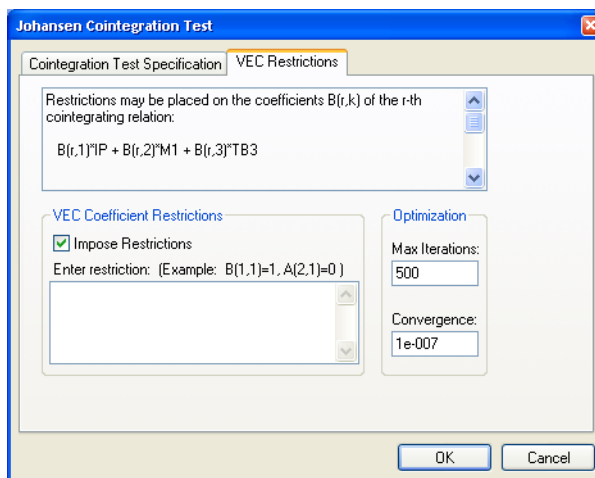 Johansen Cointegration Test
Cointegration Test Specification
VEC Restrictions
Restrictions may be placed on the coefficients B(r,k) of the r-th
cointegrating relation:
B(r,1)*IP + B(r,2)*M1 + B(r,3)*TB3
VEC Coefficient Restrictions
Impose Restrictions
Enter restriction: (Example: B(1,1)=1, A(2,1)=0 )
Optimization
Max Iterations:
500
Convergence:
1e-007
OK
Cancel